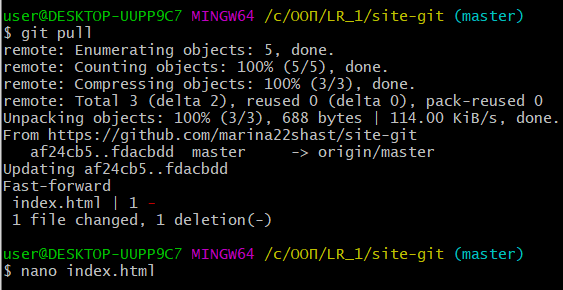 user@DESKTOP-UUPP9C7 MINGW64 /c/ООП/LR_1/site-git (master)
$ git pull
remote: Enumerating objects: 5, done.
remote: Counting objects: 100% (5/5), done.
remote: Compressing objects: 100% (3/3), done.
remote: Total 3 (delta 2), reused 0 (delta 0), pack-reused 0
Unpacking objects: 100% (3/3), 688 bytes | 114.00 KiB/s, done.
From https://github.com/marina22shast/site-git
   af24cb5..fdacbdd  master     -> origin/master
Updating af24cb5..fdacbdd
Fast-forward
 index.html | 1 -
 1 file changed, 1 deletion(-)
user@DESKTOP-UUPP9C7 MINGW64 /c/ООП/LR_1/site-git (master)
$ nano index.html